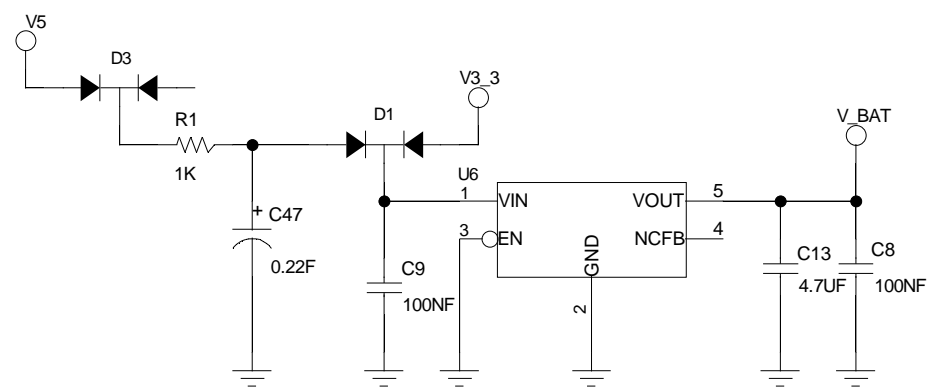 V5
D3
R1
1K
C47
+
0.22F
D1
V3_3
C9
100NF
U6
1
VIN
3
EN
GND
2
VOUT
5
NCFB
4
V_BAT
C13
4.7UF
C8
100NF